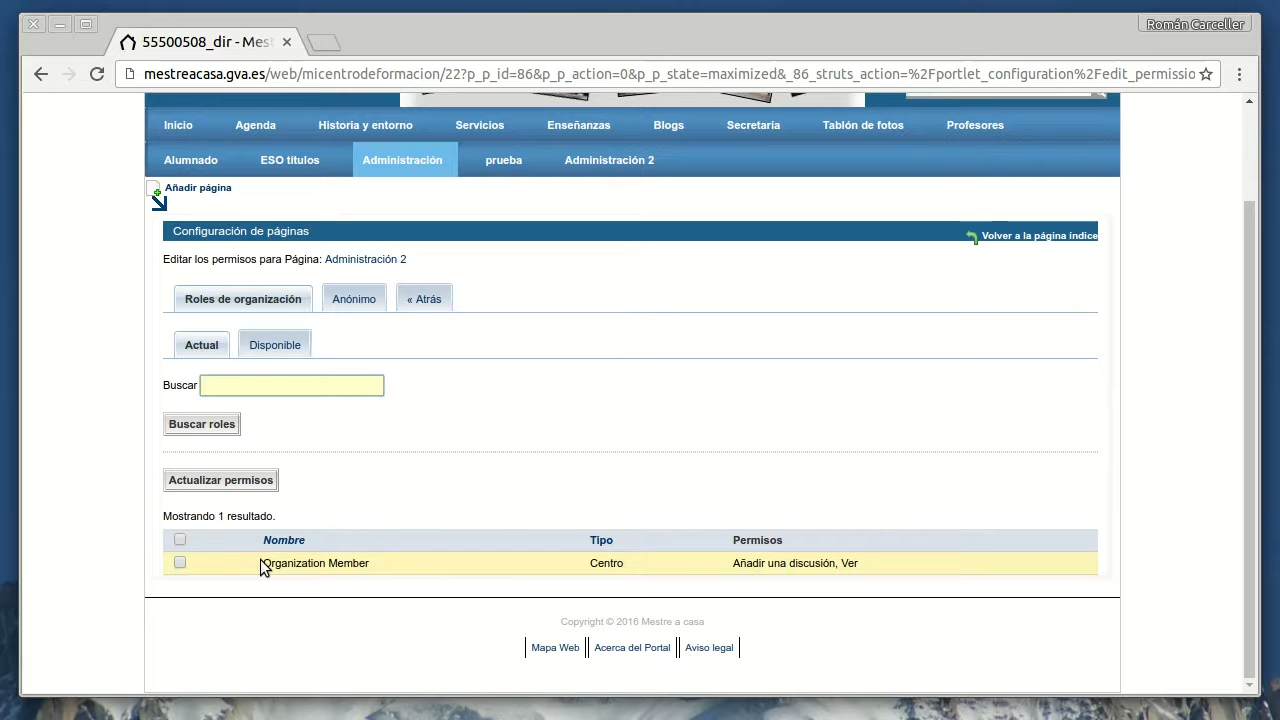 Román Carceller
55500508_dir - Mest
mestreacasa.gva.es/web/micentrodeformacion/22?p_p_id=86&p_p_action=0&p_p_state=maximized&_86_struts_action=%2Fportlet_configuration%2Fedit_permissio
Inicio Agenda Historia y entorno Servicios Enseñanzas Blogs Secretaría Tablón de fotos Profesores
Alumnado ESO títulos Administración prueba Administración 2
Añadir página
Configuración de páginas
Volver a la página índice
Editar los permisos para Página: Administración 2
Roles de organización Anónimo « Atrás
Actual Disponible
Buscar
Buscar roles
Actualizar permisos
Mostrando 1 resultado.
Nombre Tipo Permisos
Organization Member Centro Añadir una discusión, Ver
Copyright © 2016 Mestre a casa
Mapa Web Acerca del Portal Aviso legal